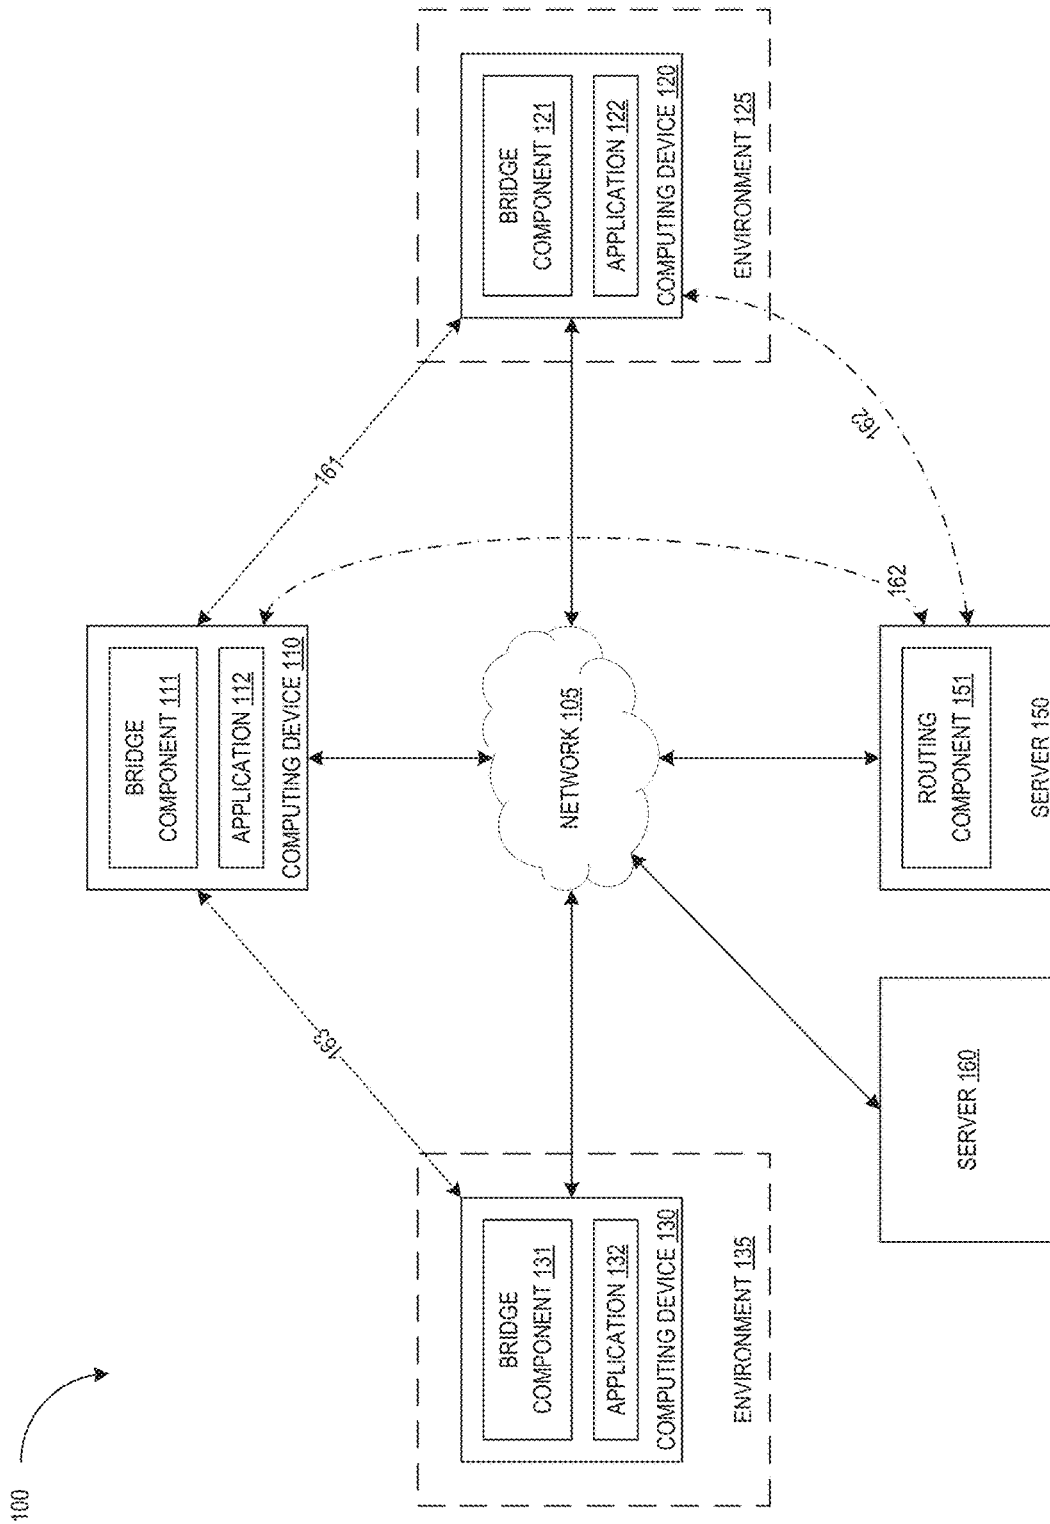 100
BRIDGE
COMPONENT 131
APPLICATION 132
COMPUTING DEVICE 130
ENVIRONMENT 135
163
BRIDGE
COMPONENT 111
APPLICATION 112
COMPUTING DEVICE 110
161
BRIDGE
COMPONENT 121
APPLICATION 122
COMPUTING DEVICE 120
ENVIRONMENT 125
NETWORK 105
162
162
SERVER 160
ROUTING
COMPONENT 151
SERVER 150